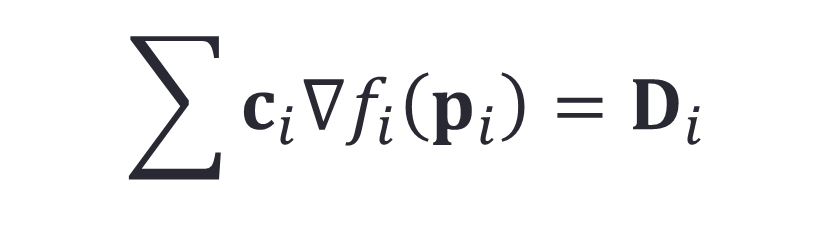 ∑ 𝐜ᵢ∇𝑓ᵢ(𝐩ᵢ) = 𝐃ᵢ